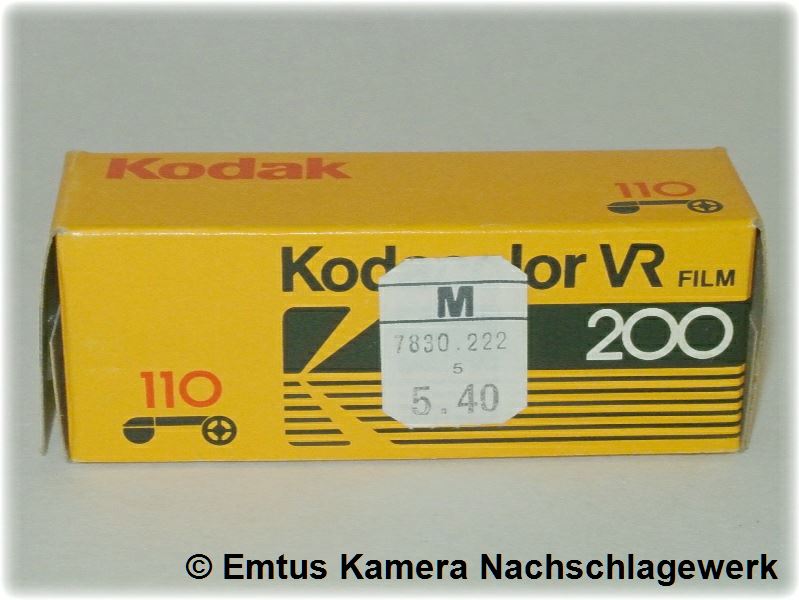 Kodak
110
Kod lor VR FILM
M
200
7830.222
5
5.40
110
© Emtus Kamera Nachschlagewerk